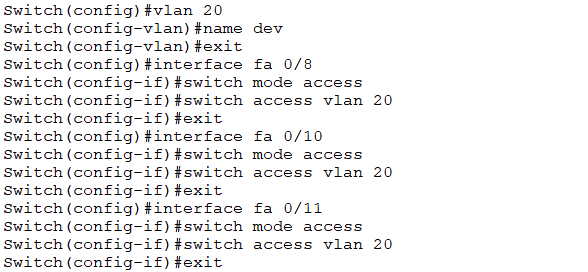 Switch(config)#vlan 20
Switch(config-vlan)#name dev
Switch(config-vlan)#exit
Switch(config)#interface fa 0/8
Switch(config-if)#switch mode access
Switch(config-if)#switch access vlan 20
Switch(config-if)#exit
Switch(config)#interface fa 0/10
Switch(config-if)#switch mode access
Switch(config-if)#switch access vlan 20
Switch(config-if)#exit
Switch(config)#interface fa 0/11
Switch(config-if)#switch mode access
Switch(config-if)#switch access vlan 20
Switch(config-if)#exit